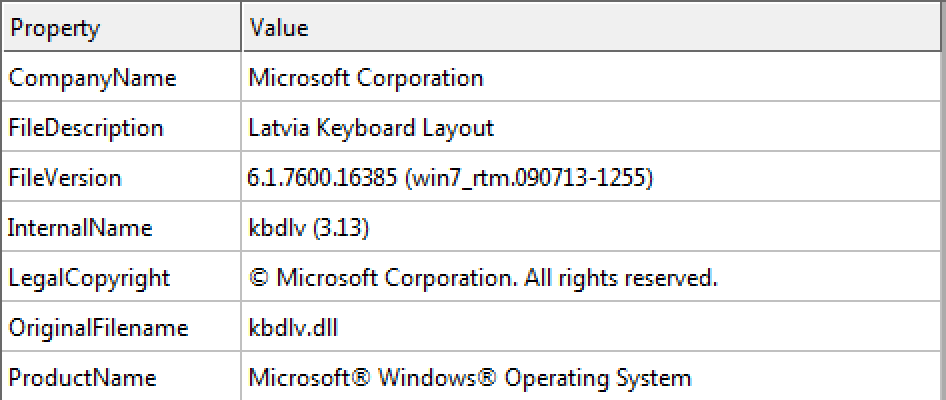 Property Value
CompanyName Microsoft Corporation
FileDescription Latvia Keyboard Layout
FileVersion 6.1.7600.16385 (win7_rtm.090713-1255)
InternalName kbdlv (3.13)
LegalCopyright © Microsoft Corporation. All rights reserved.
OriginalFilename kbdlv.dll
ProductName Microsoft® Windows® Operating System